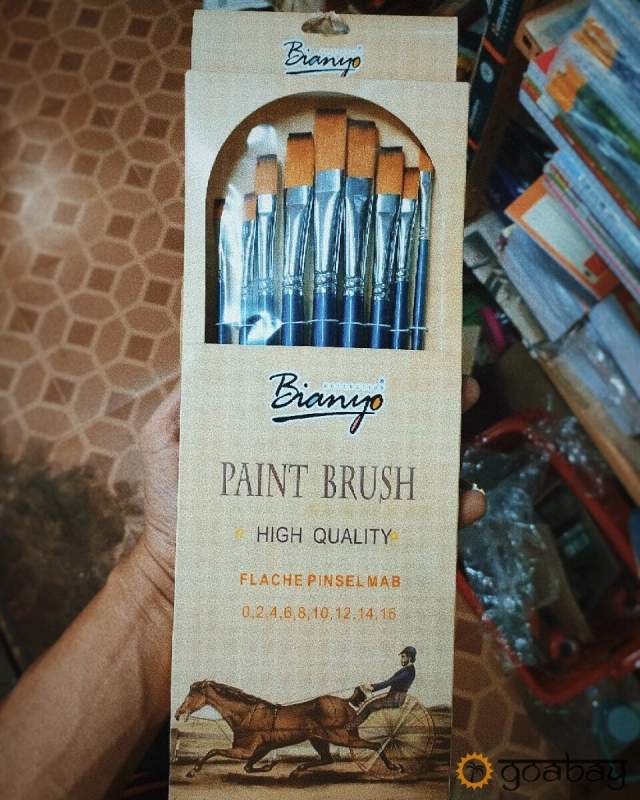 Bianyo
Bianyo
PAINT BRUSH
HIGH QUALITY
FLACHE PINSEL MAB
0,2,4,6,8,10,12,14,16
goabay